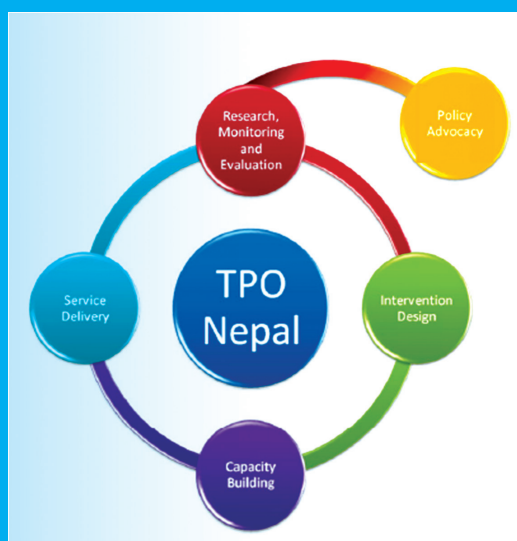 Research,
Monitoring
and
Evaluation
Policy
Advocacy
Service
Delivery
TPO
Nepal
Intervention
Design
Capacity
Building